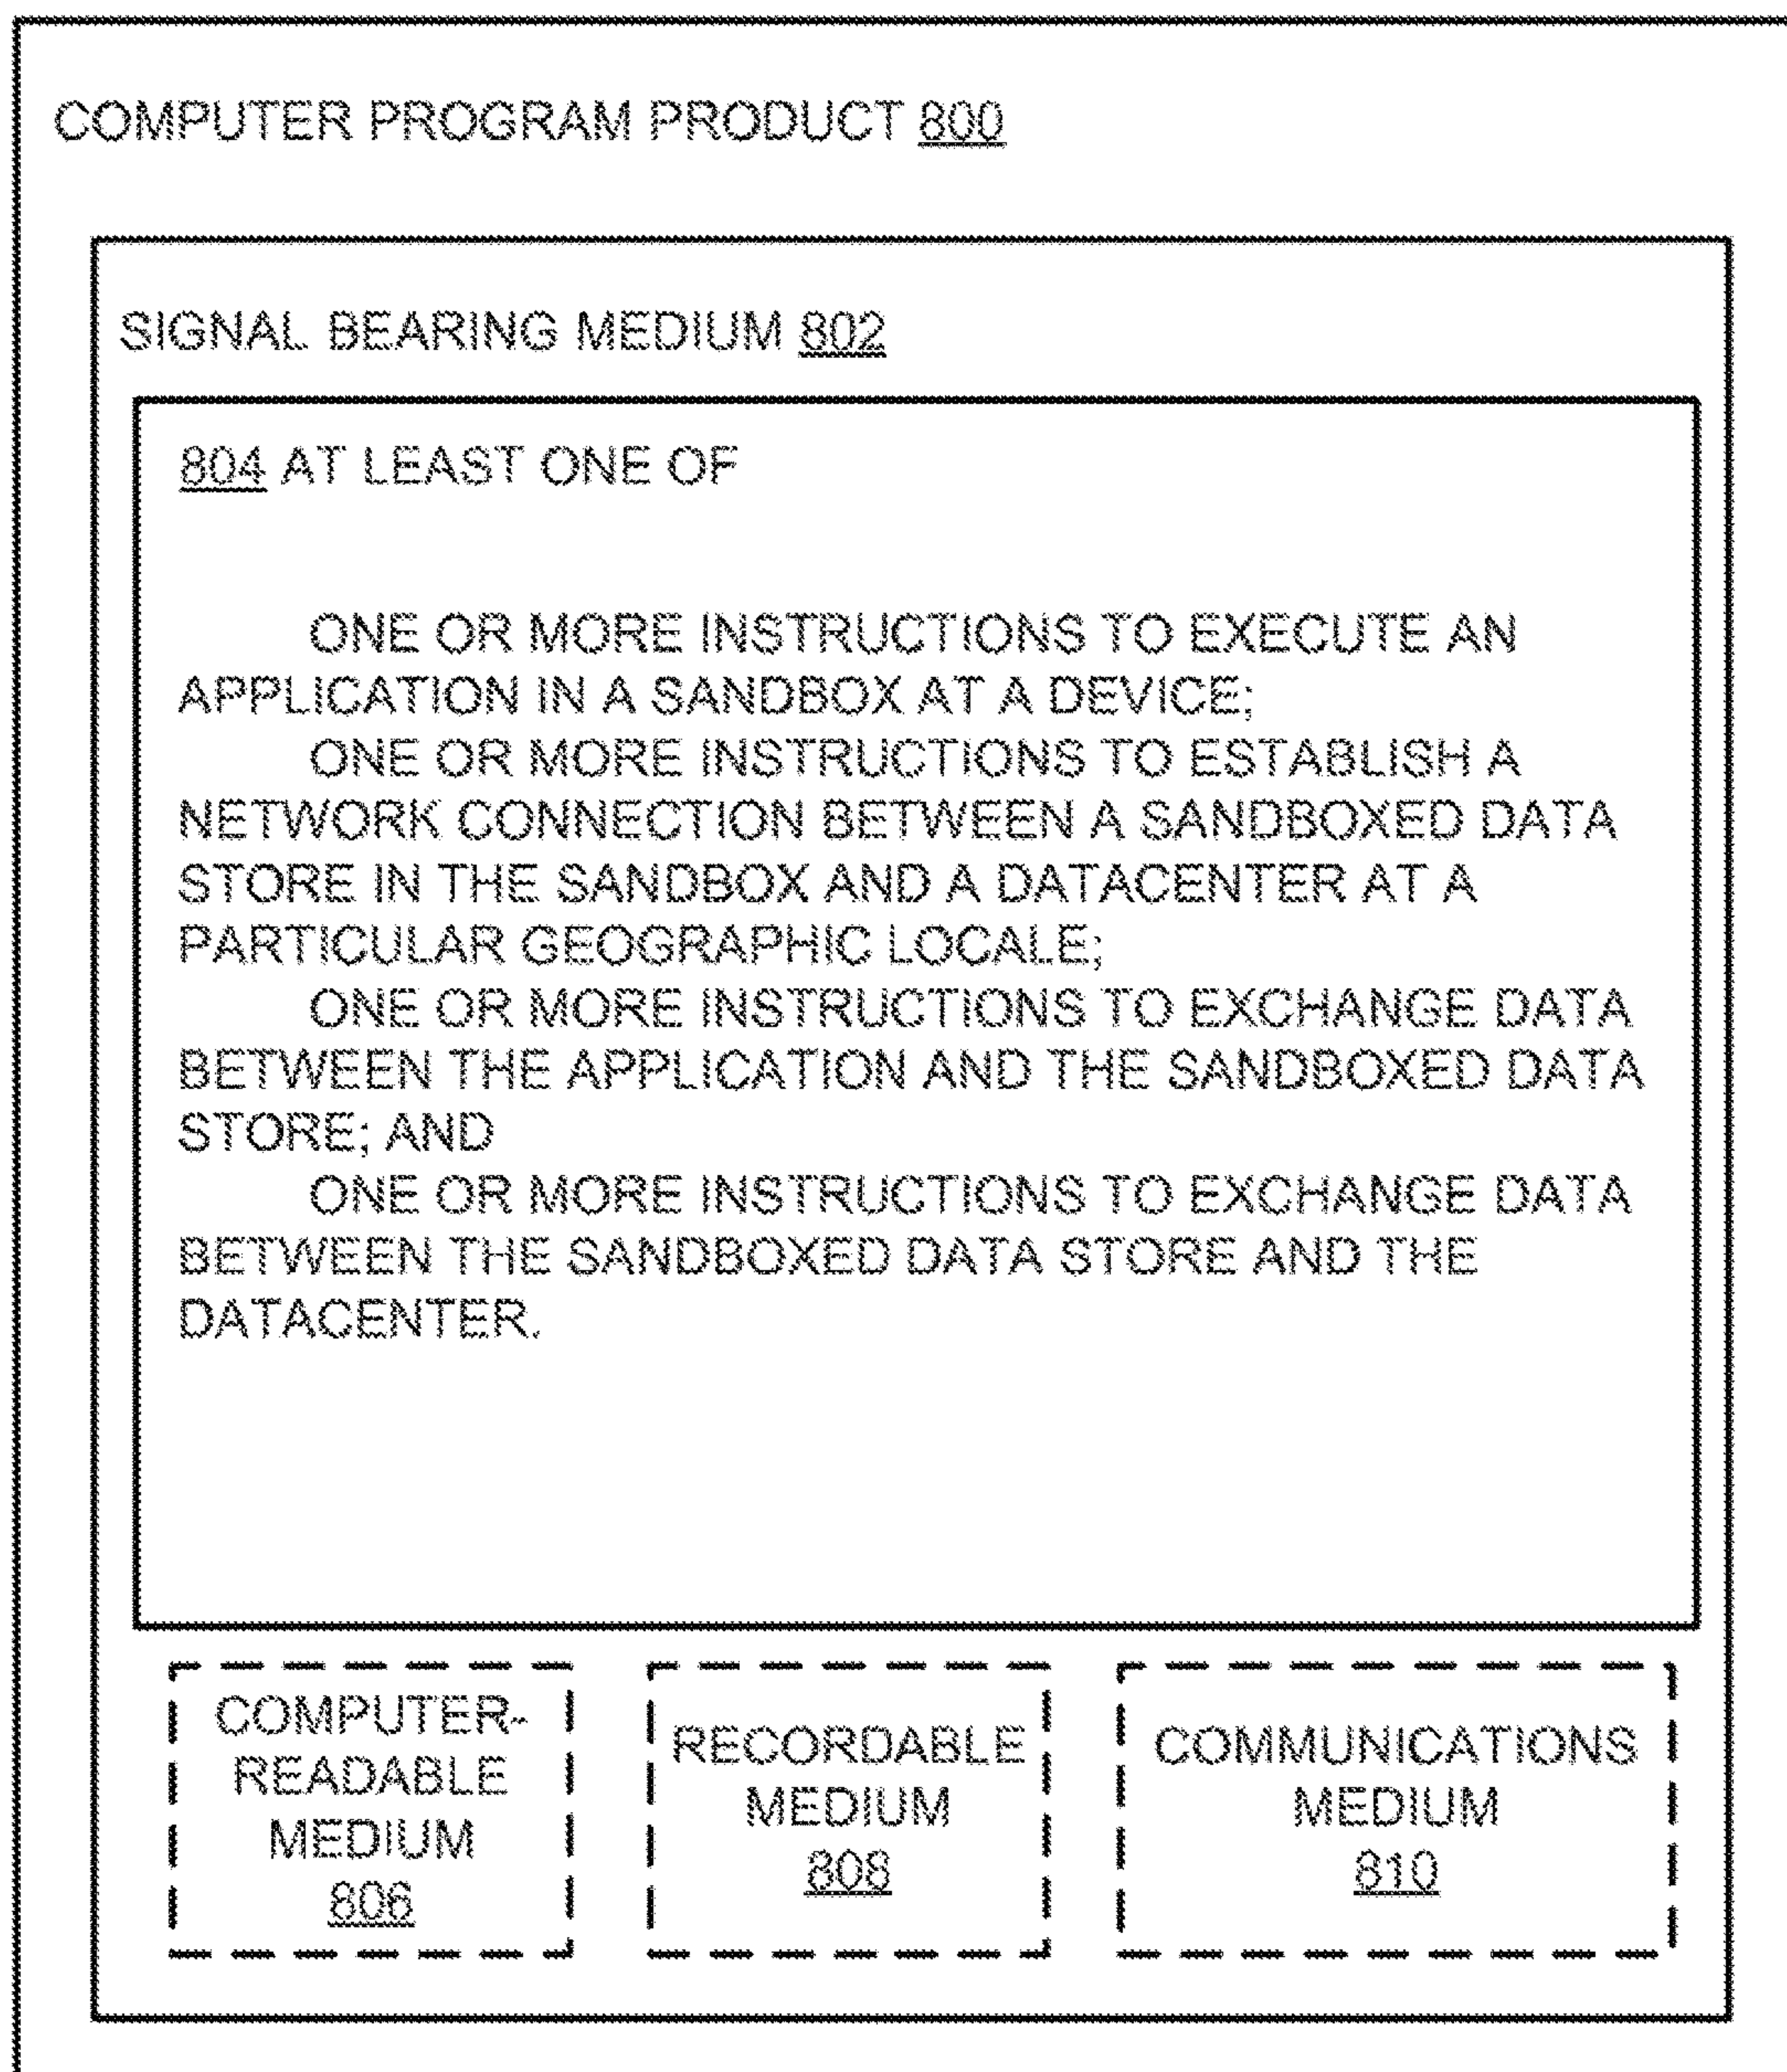 COMPUTER PROGRAM PRODUCT 800
SIGNAL BEARING MEDIUM 802
804 AT LEAST ONE OF
ONE OR MORE INSTRUCTIONS TO EXECUTE AN
APPLICATION IN A SANDBOX AT A DEVICE;
ONE OR MORE INSTRUCTIONS TO ESTABLISH A
NETWORK CONNECTION BETWEEN A SANDBOXED DATA
STORE IN THE SANDBOX AND A DATACENTER AT A
PARTICULAR GEOGRAPHIC LOCALE;
ONE OR MORE INSTRUCTIONS TO EXCHANGE DATA
BETWEEN THE APPLICATION AND THE SANDBOXED DATA
STORE; AND
ONE OR MORE INSTRUCTIONS TO EXCHANGE DATA
BETWEEN THE SANDBOXED DATA STORE AND THE
DATACENTER.
COMPUTER-
READABLE
MEDIUM
806
RECORDABLE
MEDIUM
808
COMMUNICATIONS
MEDIUM
810